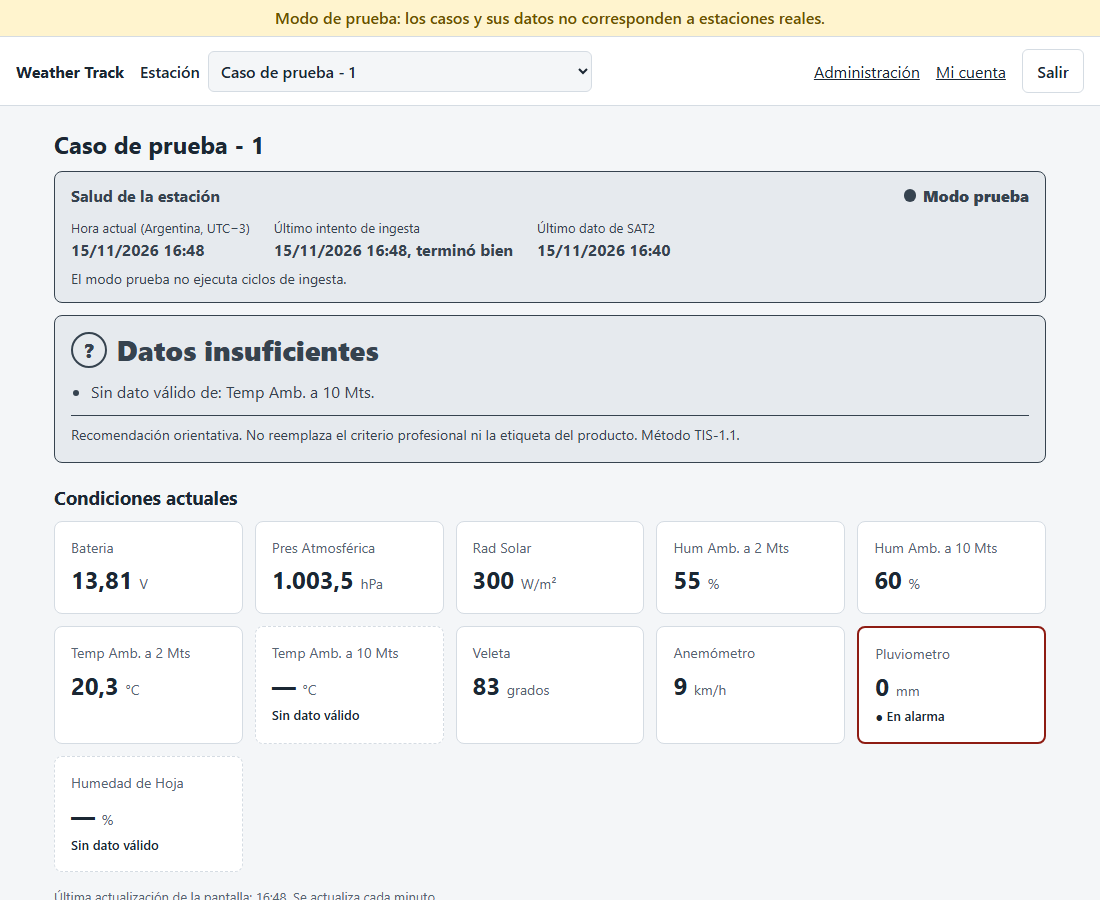 Modo de prueba: los casos y sus datos no corresponden a estaciones reales.
Weather Track Estación Caso de prueba - 1 Administración Mi cuenta Salir
Caso de prueba - 1
Salud de la estación ● Modo prueba
Hora actual (Argentina, UTC−3) Último intento de ingesta Último dato de SAT2
15/11/2026 16:48 15/11/2026 16:48, terminó bien 15/11/2026 16:40
El modo prueba no ejecuta ciclos de ingesta.
? Datos insuficientes
• Sin dato válido de: Temp Amb. a 10 Mts.
Recomendación orientativa. No reemplaza el criterio profesional ni la etiqueta del producto. Método TIS-1.1.
Condiciones actuales
Bateria
13,81 V
Pres Atmosférica
1.003,5 hPa
Rad Solar
300 W/m²
Hum Amb. a 2 Mts
55 %
Hum Amb. a 10 Mts
60 %
Temp Amb. a 2 Mts
20,3 °C
Temp Amb. a 10 Mts
— °C
Sin dato válido
Veleta
83 grados
Anemómetro
9 km/h
Pluviometro
0 mm
● En alarma
Humedad de Hoja
— %
Sin dato válido
Última actualización de la pantalla: 16:48. Se actualiza cada minuto.